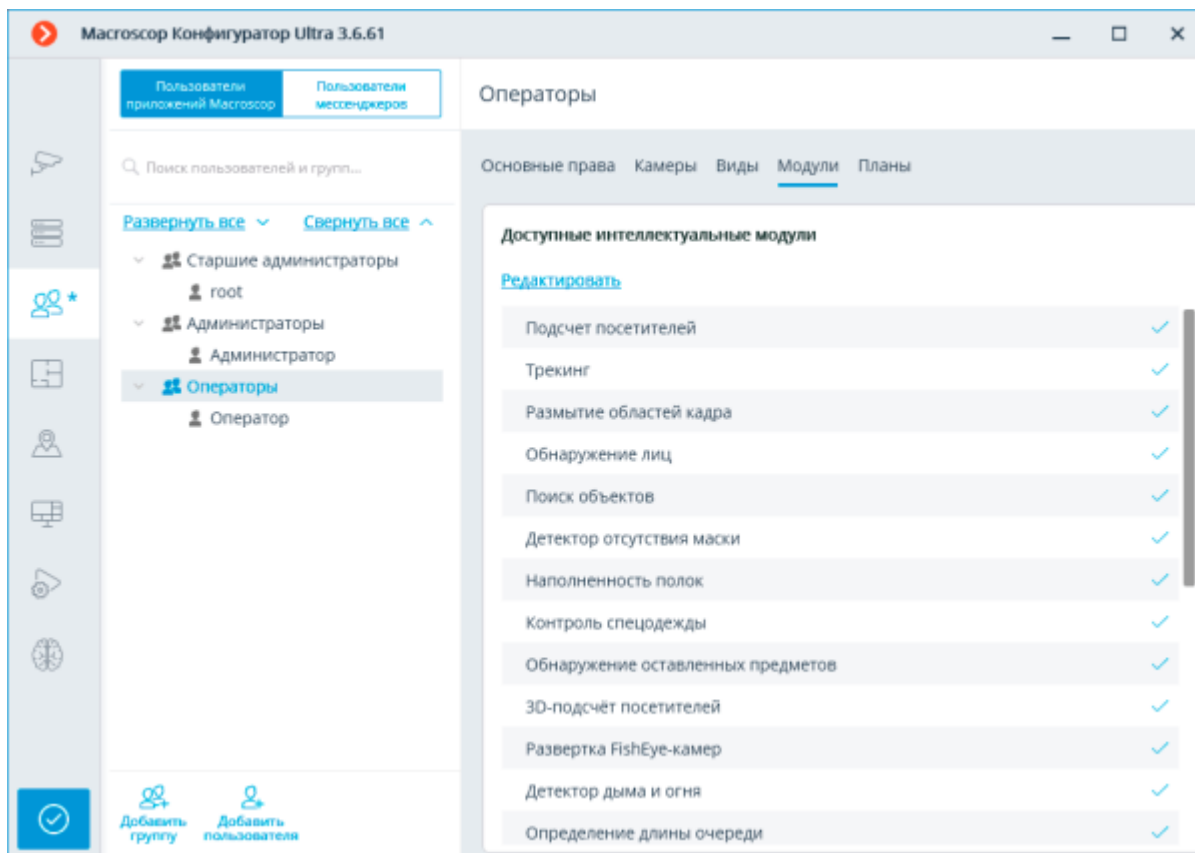 Macroscop Конфигуратор Ultra 3.6.61
Пользователи
приложений Macroscop
Пользователи
мессенджеров
Поиск пользователей и групп...
Развернуть все
Свернуть все
Старшие администраторы
root
Администраторы
Администратор
Операторы
Оператор
Добавить
группу
Добавить
пользователя
Операторы
Основные права Камеры Виды Модули Планы
Доступные интеллектуальные модули
Редактировать
Подсчет посетителей
Трекинг
Размытие областей кадра
Обнаружение лиц
Поиск объектов
Детектор отсутствия маски
Наполненность полок
Контроль спецодежды
Обнаружение оставленных предметов
3D-подсчёт посетителей
Развертка FishEye-камер
Детектор дыма и огня
Определение длины очереди